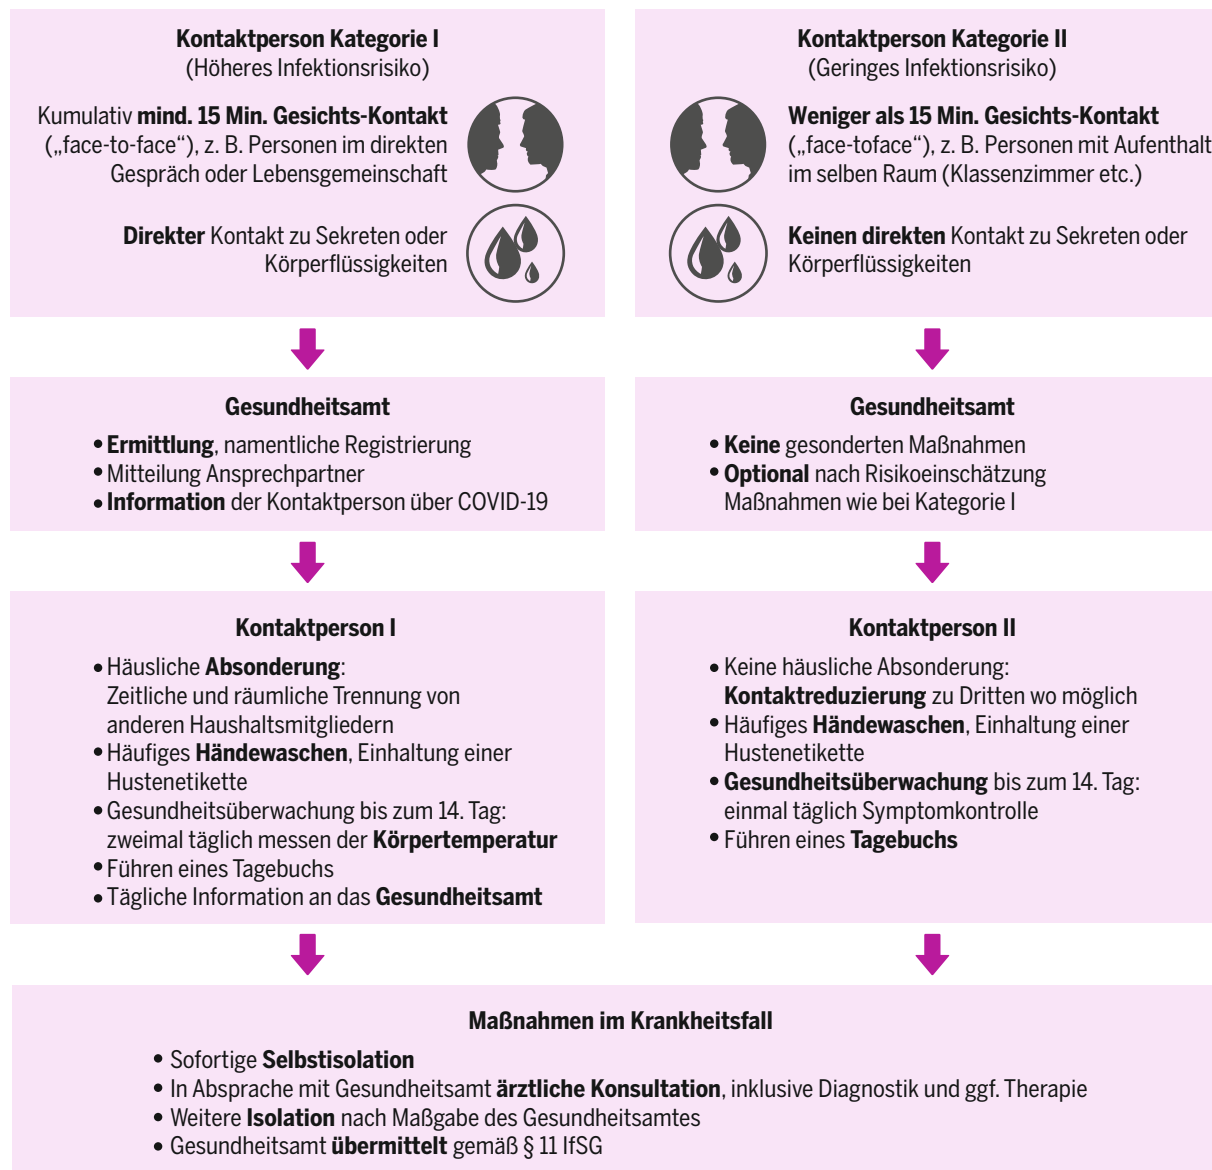 Kontaktperson Kategorie I
(Höheres Infektionsrisiko)
Kumulativ mind. 15 Min. Gesichts-Kontakt
(„face-to-face“), z. B. Personen im direkten
Gespräch oder Lebensgemeinschaft
Direkter Kontakt zu Sekreten oder
Körperflüssigkeiten
Kontaktperson Kategorie II
(Geringes Infektionsrisiko)
Weniger als 15 Min. Gesichts-Kontakt
(„face-toface“), z. B. Personen mit Aufenthalt
im selben Raum (Klassenzimmer etc.)
Keinen direkten Kontakt zu Sekreten oder
Körperflüssigkeiten
Gesundheitsamt
• Ermittlung, namentliche Registrierung
• Mitteilung Ansprechpartner
• Information der Kontaktperson über COVID-19
Gesundheitsamt
• Keine gesonderten Maßnahmen
• Optional nach Risikoeinschätzung
Maßnahmen wie bei Kategorie I
Kontaktperson I
• Häusliche Absonderung:
Zeitliche und räumliche Trennung von
anderen Haushaltsmitgliedern
• Häufiges Händewaschen, Einhaltung einer
Hustenetikette
• Gesundheitsüberwachung bis zum 14. Tag:
zweimal täglich messen der Körpertemperatur
• Führen eines Tagebuchs
• Tägliche Information an das Gesundheitsamt
Kontaktperson II
• Keine häusliche Absonderung:
Kontaktreduzierung zu Dritten wo möglich
• Häufiges Händewaschen, Einhaltung einer
Hustenetikette
• Gesundheitsüberwachung bis zum 14. Tag:
einmal täglich Symptomkontrolle
• Führen eines Tagebuchs
Maßnahmen im Krankheitsfall
• Sofortige Selbstisolation
• In Absprache mit Gesundheitsamt ärztliche Konsultation, inklusive Diagnostik und ggf. Therapie
• Weitere Isolation nach Maßgabe des Gesundheitsamtes
• Gesundheitsamt übermittelt gemäß § 11 IfSG